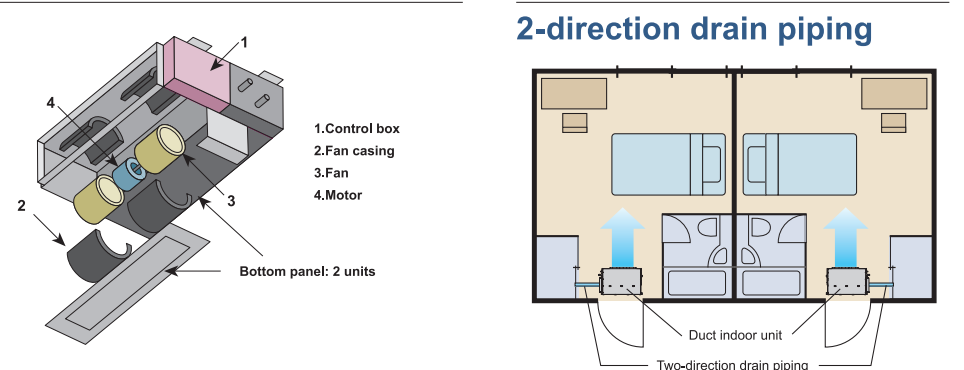 1
4
3
2
1.Control box
2.Fan casing
3.Fan
4.Motor
Bottom panel: 2 units
2-direction drain piping
Duct indoor unit
Two-direction drain piping